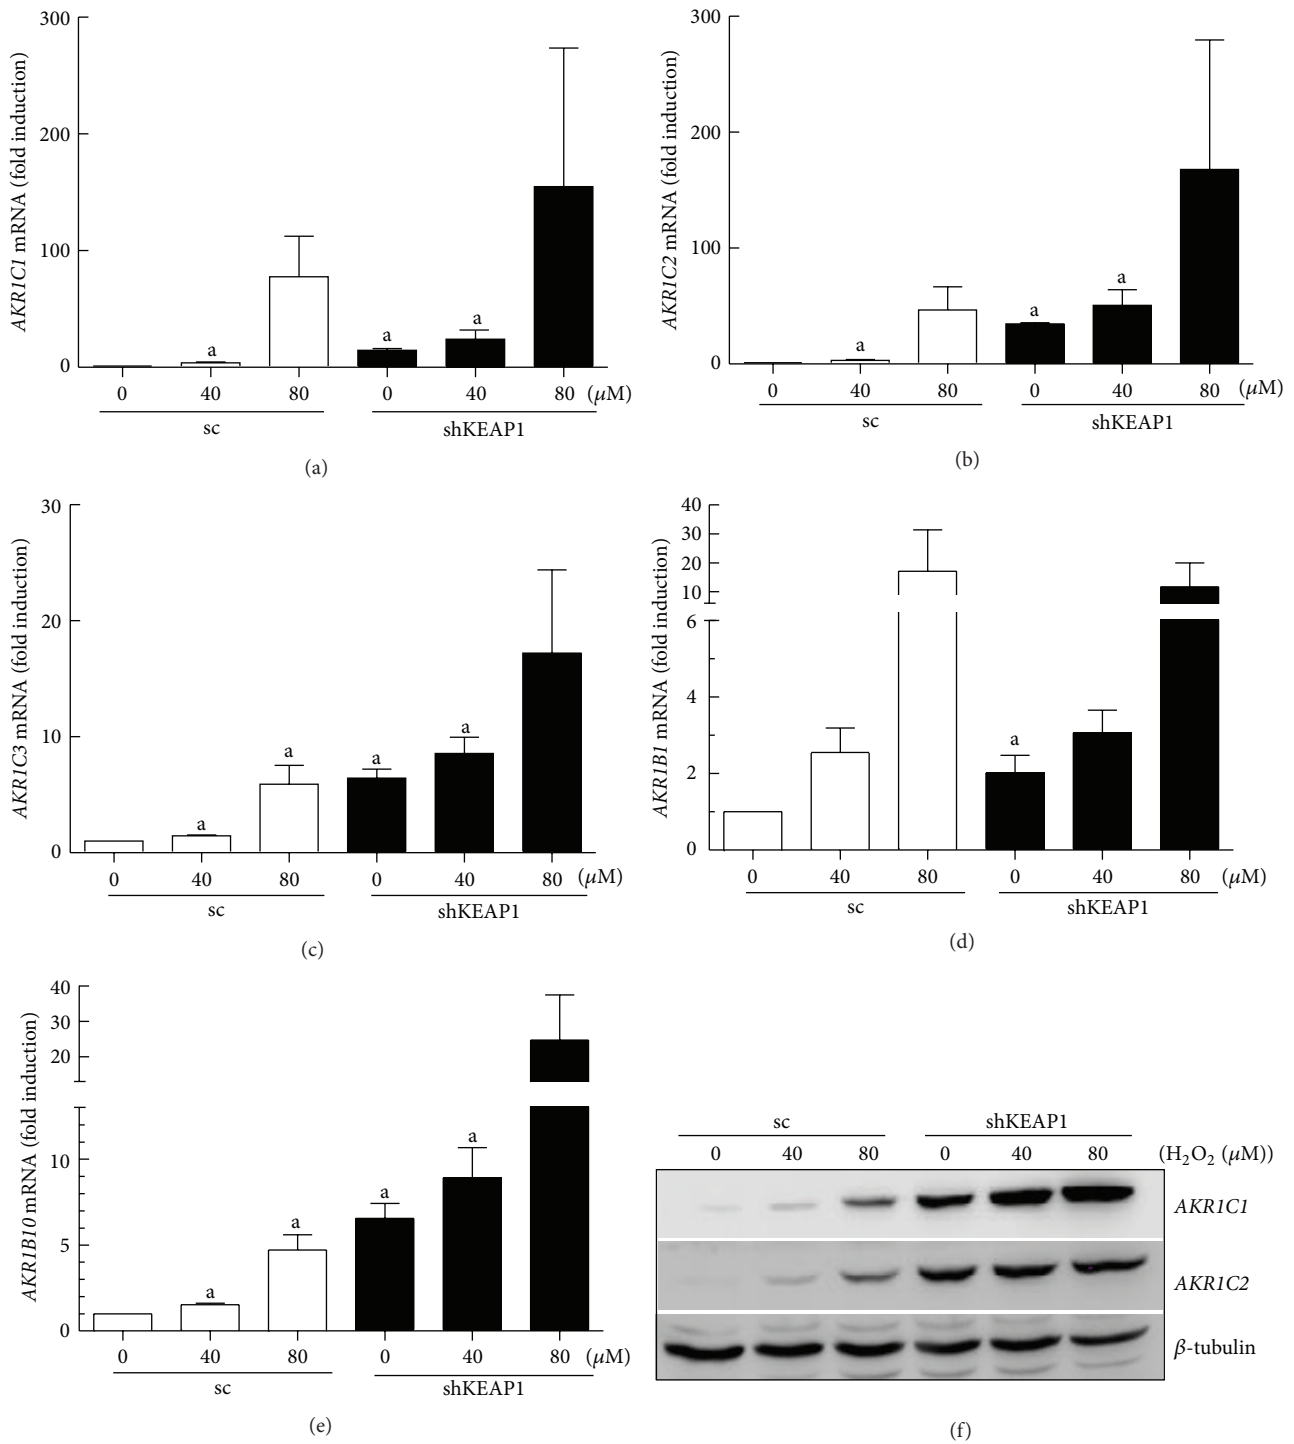 AKR1C1 mRNA (fold induction)
300
200
100
0
a
a
a
0 40 80 0 40 80 (μM)
sc shKEAP1
(a)
AKR1C2 mRNA (fold induction)
300
200
100
0
a
a
a
0 40 80 0 40 80 (μM)
sc shKEAP1
(b)
AKR1C3 mRNA (fold induction)
30
20
10
0
a
a
a
a
0 40 80 0 40 80 (μM)
sc shKEAP1
(c)
AKR1B1 mRNA (fold induction)
40
30
20
10
6
4
2
0
a
0 40 80 0 40 80 (μM)
sc shKEAP1
(d)
AKR1B10 mRNA (fold induction)
40
30
20
10
5
0
a
a
a
a
0 40 80 0 40 80 (μM)
sc shKEAP1
(e)
sc shKEAP1
0 40 80 0 40 80 (H₂O₂ (μM))
AKR1C1
AKR1C2
β-tubulin
(f)